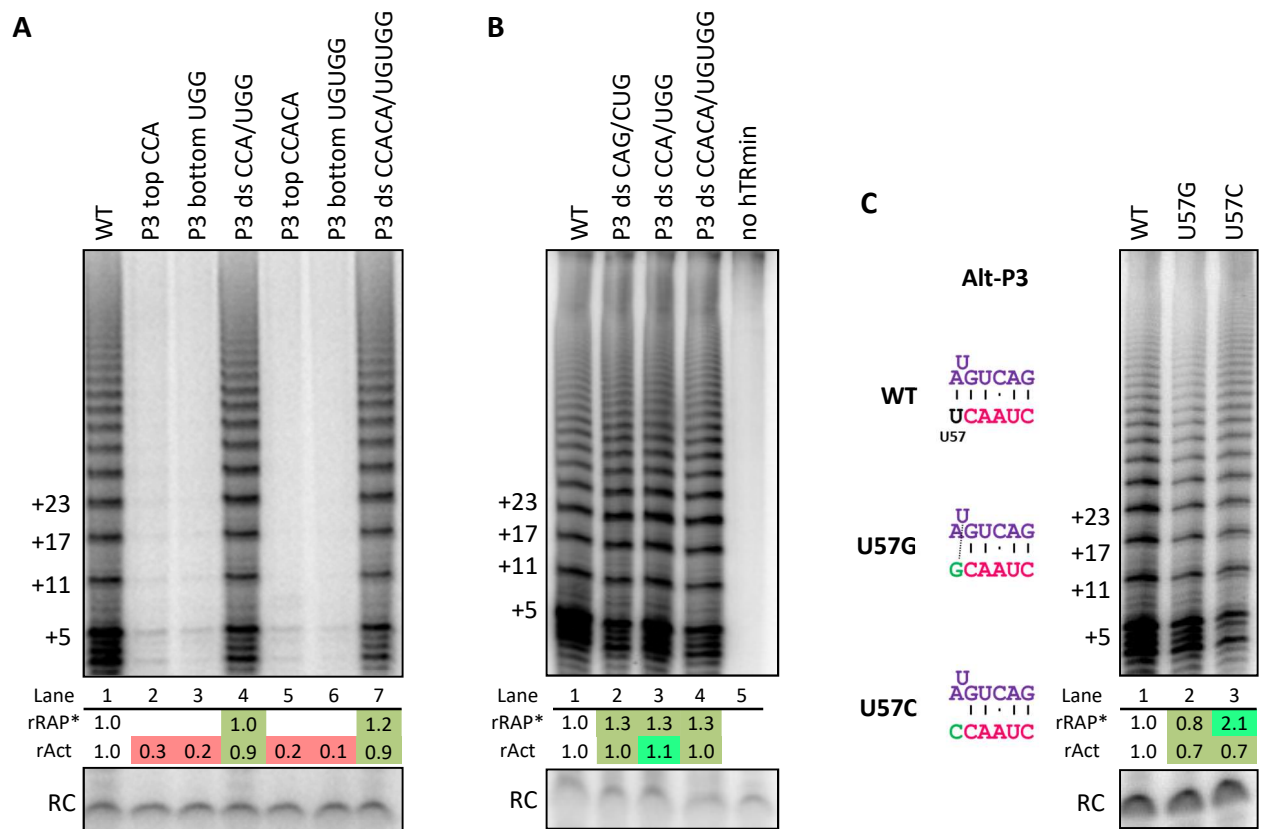 A
WT
P3 top CCA
P3 bottom UGG
P3 ds CCA/UGG
P3 top CCACA
P3 bottom UGUGG
P3 ds CCACA/UGUGG
+23
+17
+11
+5
Lane 1 2 3 4 5 6 7
rRAP* 1.0 1.0 1.2
rAct 1.0 0.3 0.2 0.9 0.2 0.1 0.9
RC
B
WT
P3 ds CAG/CUG
P3 ds CCA/UGG
P3 ds CCACA/UGUGG
no hTRmin
+23
+17
+11
+5
Lane 1 2 3 4 5
rRAP* 1.0 1.3 1.3 1.3
rAct 1.0 1.0 1.1 1.0
RC
C
Alt-P3
WT
U
AGUCAG
UCAAUC
U57
U57G
U
AGUCAG
GCAAUC
U57C
U
AGUCAG
CCAAUC
WT
U57G
U57C
+23
+17
+11
+5
Lane 1 2 3
rRAP* 1.0 0.8 2.1
rAct 1.0 0.7 0.7
RC